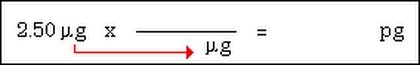 2.50 μg x ———— = pg
μg